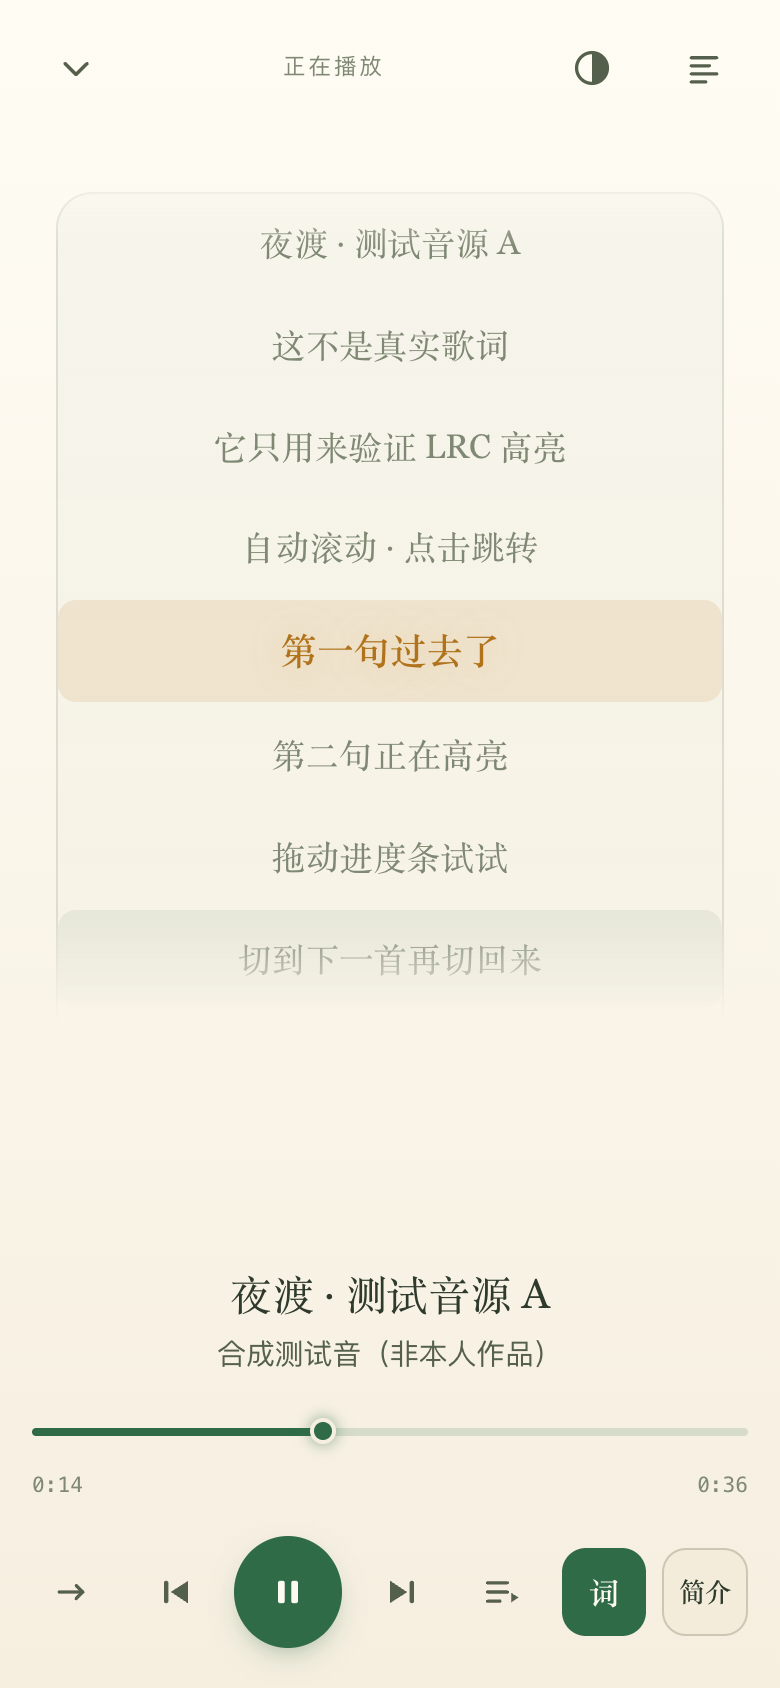 正在播放
夜渡 · 测试音源 A
这不是真实歌词
它只用来验证 LRC 高亮
自动滚动 · 点击跳转
第一句过去了
第二句正在高亮
拖动进度条试试
切到下一首再切回来
夜渡 · 测试音源 A
合成测试音（非本人作品）
0:14 0:36
词 简介